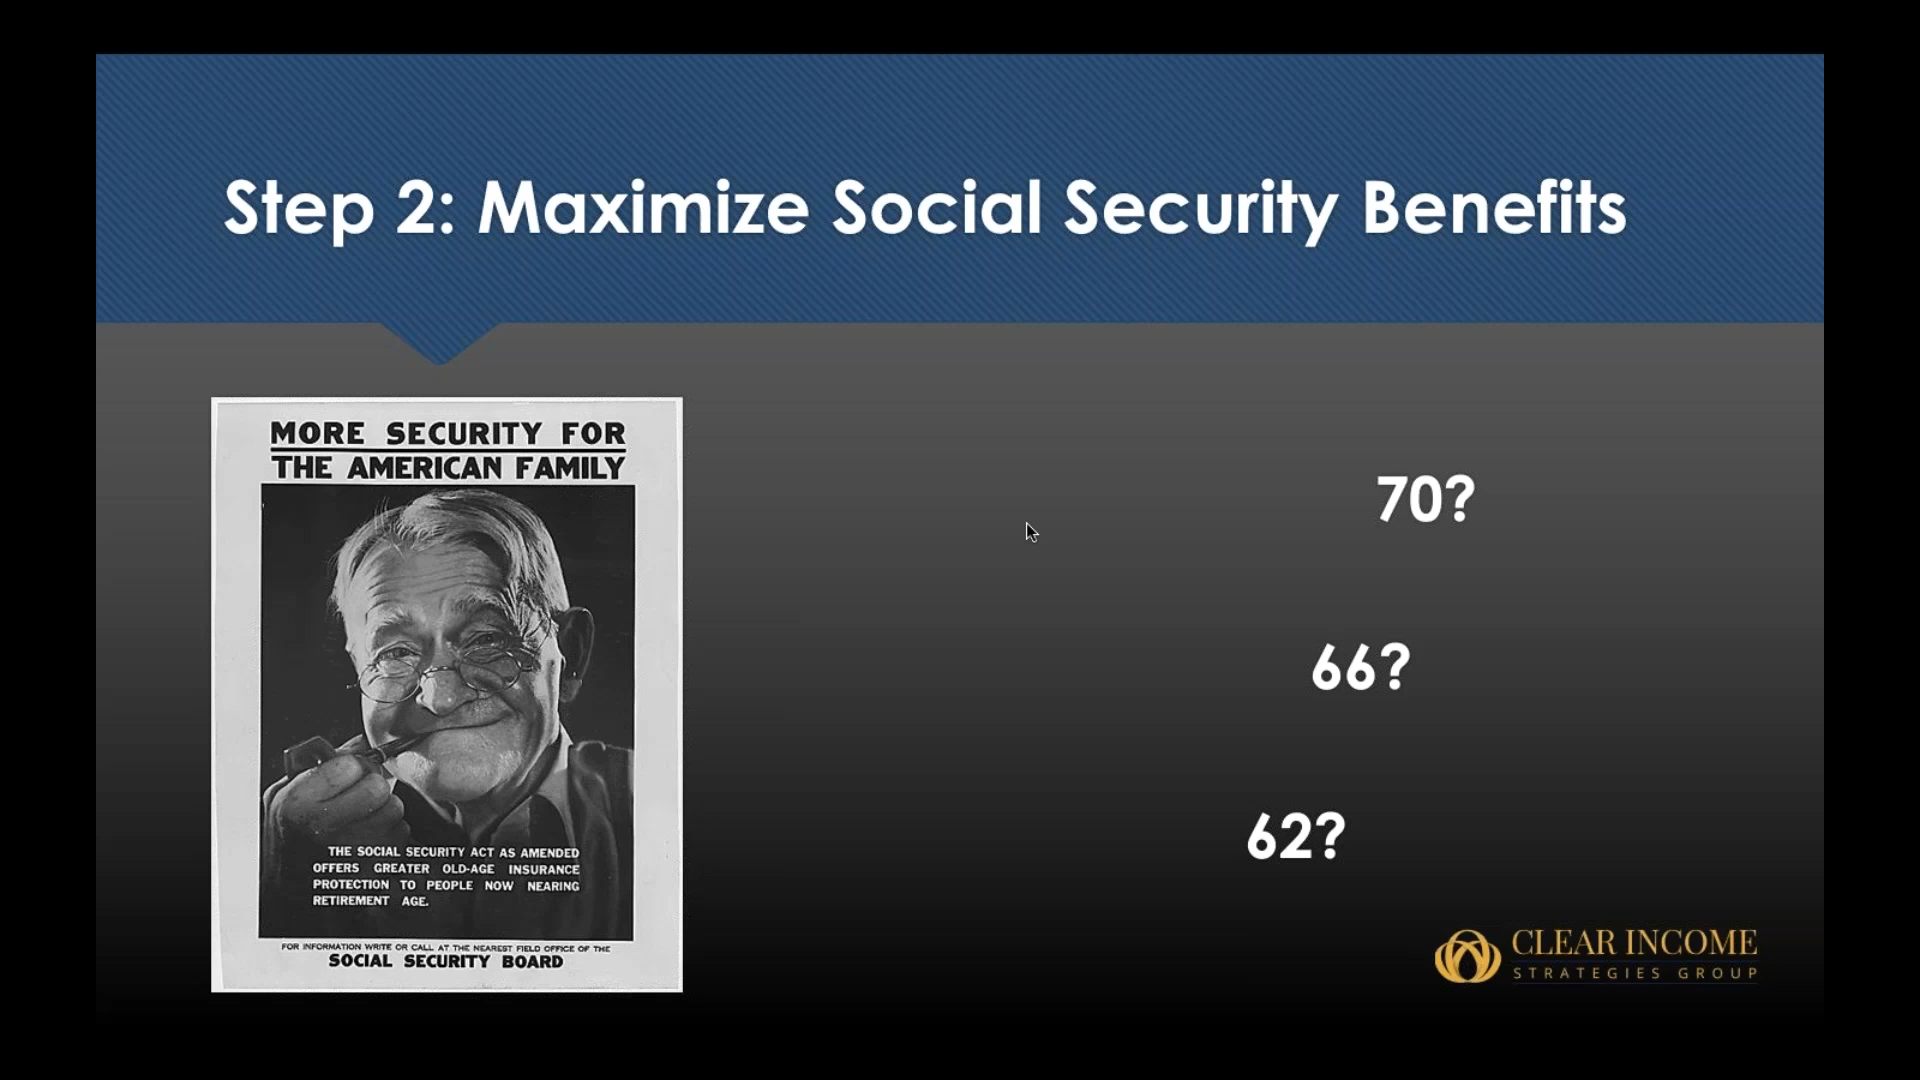 Step 2: Maximize Social Security Benefits
MORE SECURITY FOR
THE AMERICAN FAMILY
THE SOCIAL SECURITY ACT AS AMENDED
OFFERS GREATER OLD-AGE INSURANCE
PROTECTION TO PEOPLE NOW NEARING
RETIREMENT AGE.
FOR INFORMATION WRITE OR CALL AT THE NEAREST FIELD OFFICE OF THE
SOCIAL SECURITY BOARD
70?
66?
62?
CLEAR INCOME
STRATEGIES GROUP